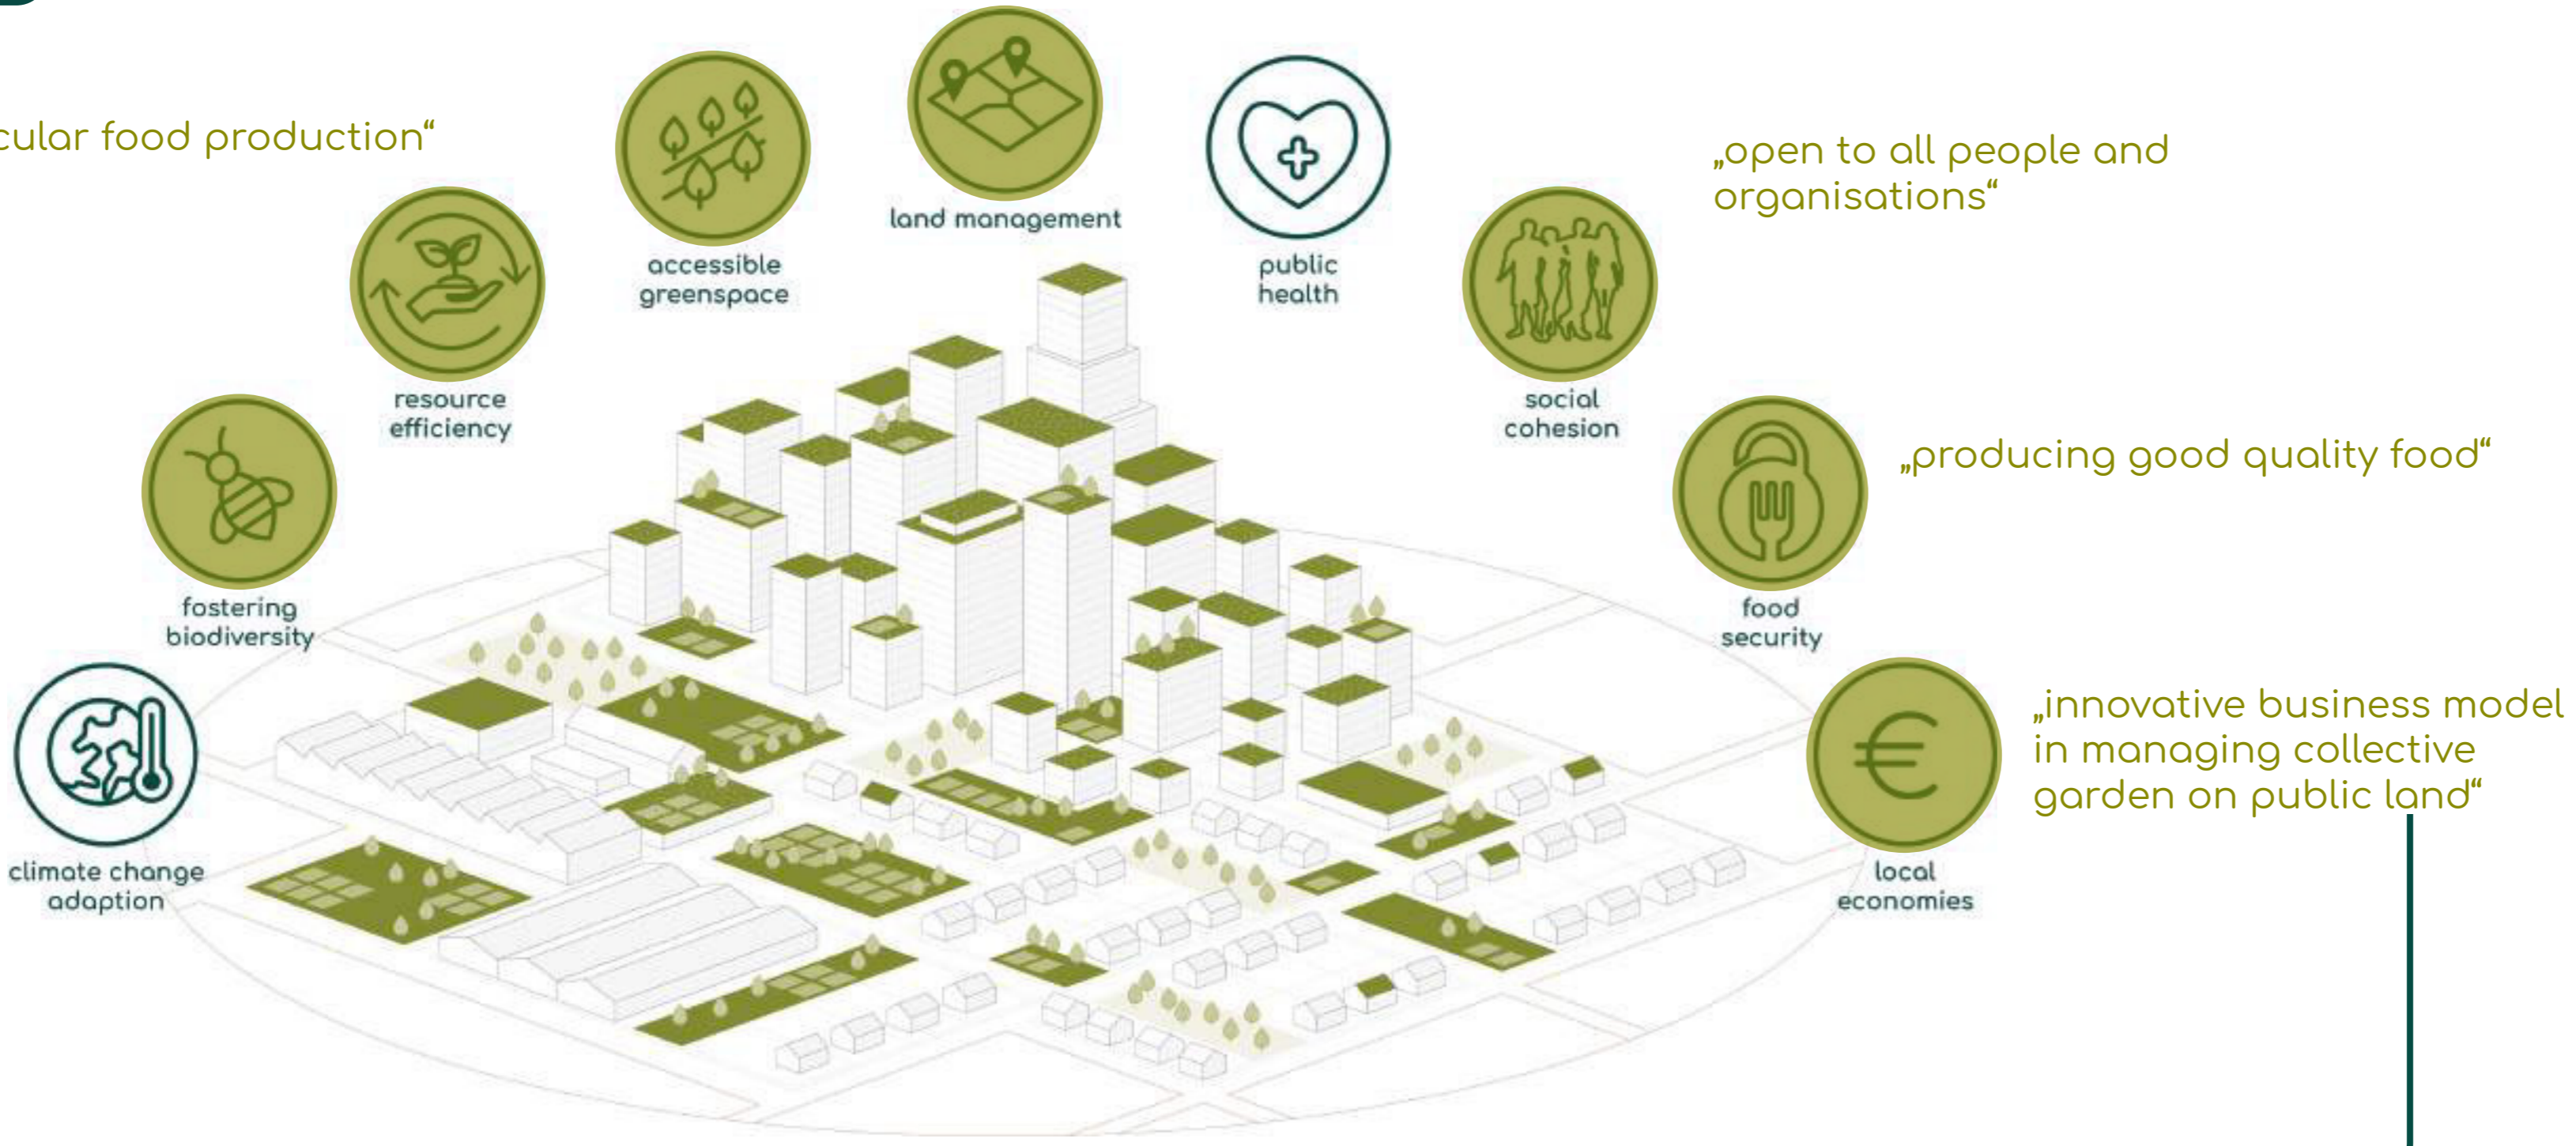 food production“
land management
accessible
greenspace
public
health
„open to all people and
organisations“
resource
efficiency
social
cohesion
„producing good quality food“
fostering
biodiversity
food
security
„innovative business model
in managing collective
garden on public land“
climate change
adaption
local
economies